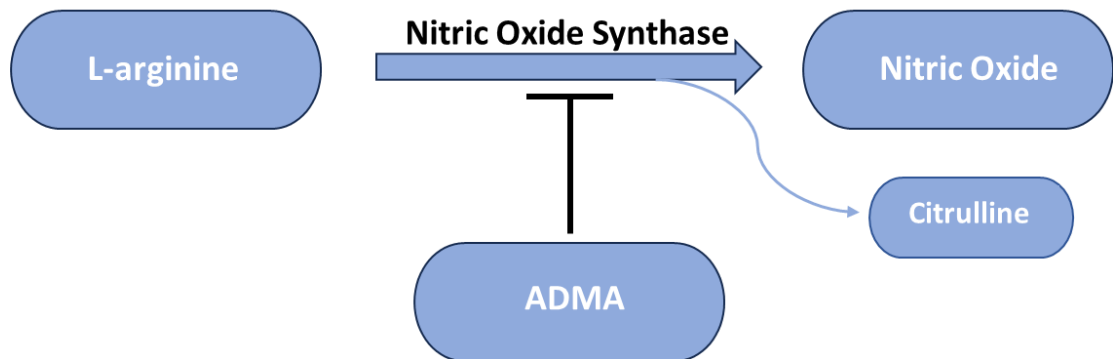 Nitric Oxide Synthase
L-arginine
Nitric Oxide
Citrulline
ADMA